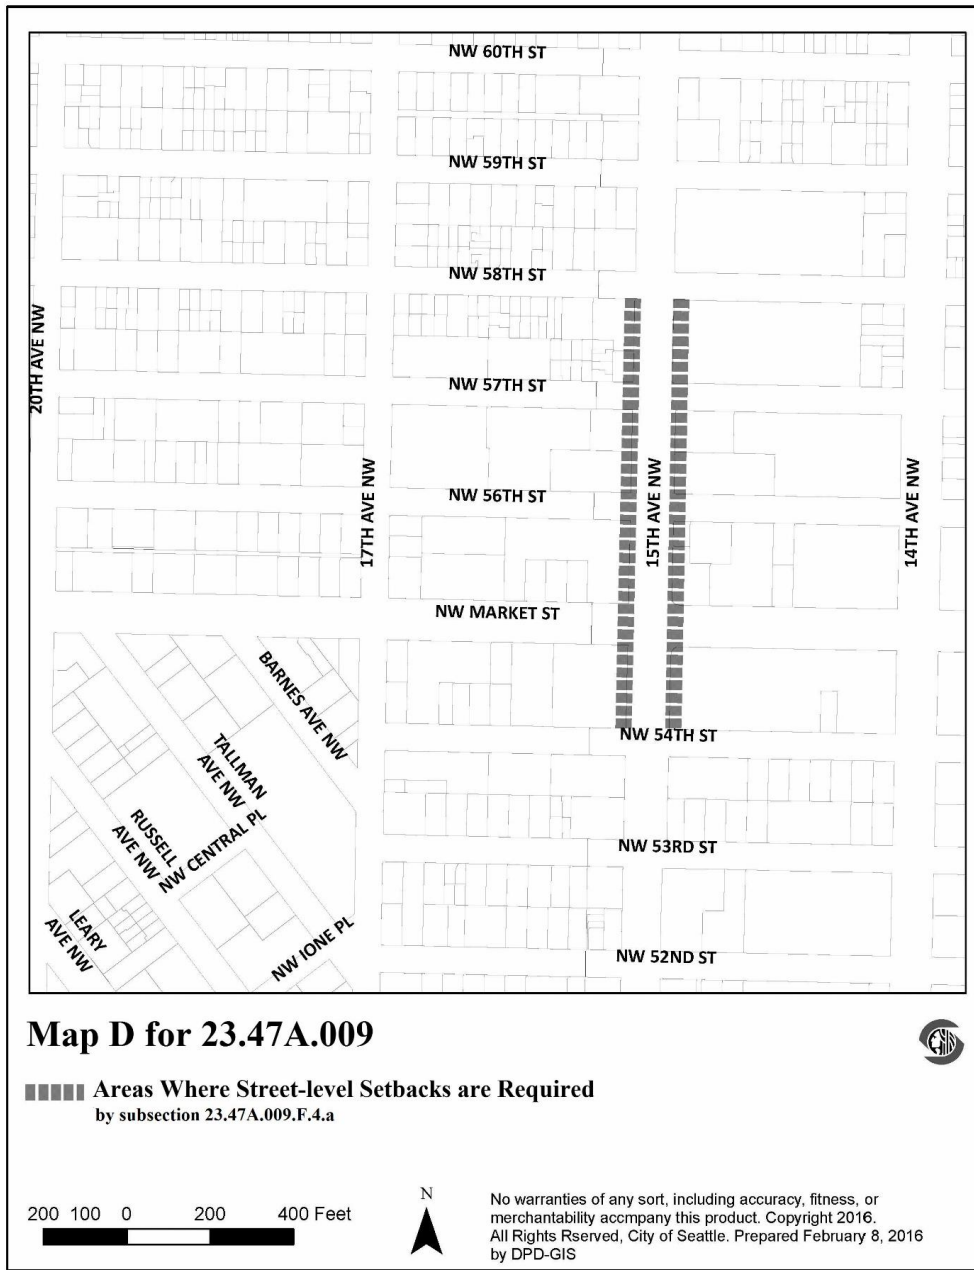 NW 60TH ST
NW 59TH ST
NW 58TH ST
20TH AVE NW
NW 57TH ST
17TH AVE NW
NW 56TH ST
15TH AVE NW
14TH AVE NW
NW MARKET ST
BARNES AVE NW
NW 54TH ST
TALLMAN
AVE NW
RUSSELL
AVE NW
NW CENTRAL PL
NW 53RD ST
LEARY
AVE NW
NW IONE PL
NW 52ND ST
Map D for 23.47A.009
Areas Where Street-level Setbacks are Required
by subsection 23.47A.009.F.4.a
200 100 0 200 400 Feet
N
No warranties of any sort, including accuracy, fitness, or
merchantability accmpany this product. Copyright 2016.
All Rights Rserved, City of Seattle. Prepared February 8, 2016
by DPD-GIS